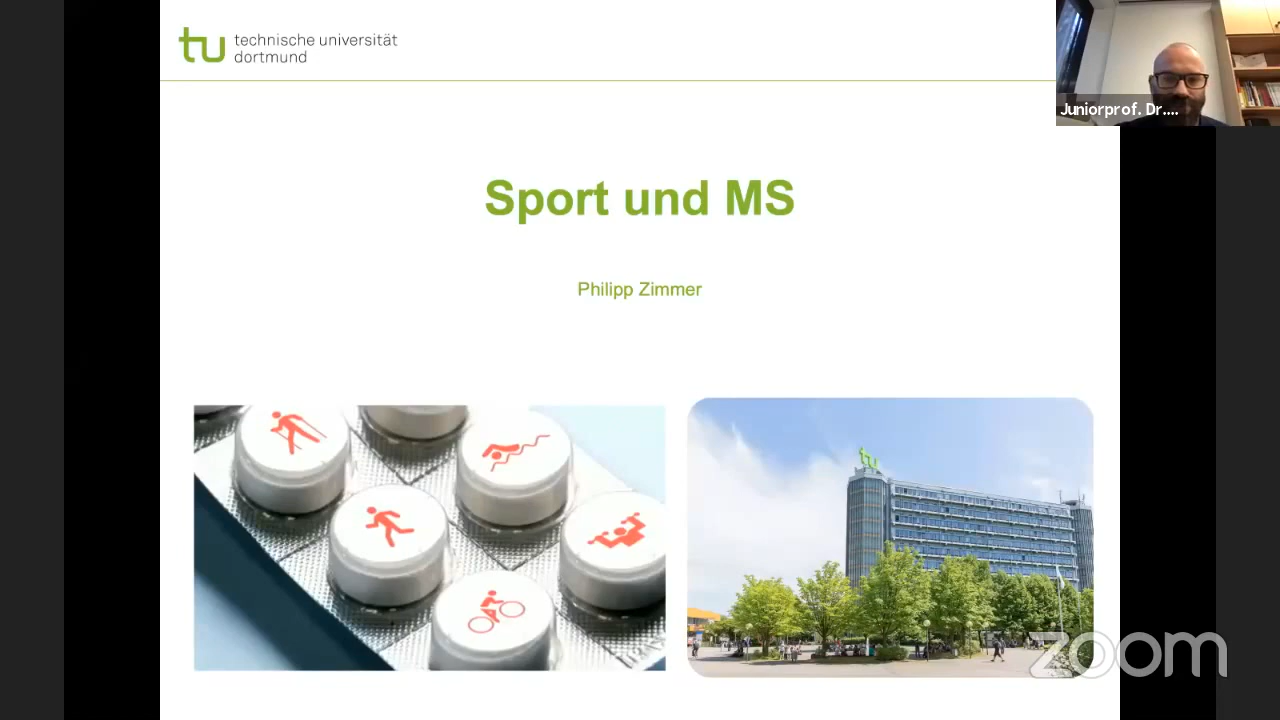 technische universität
dortmund
Juniorprof. Dr....
Sport und MS
Philipp Zimmer
tu
zoom